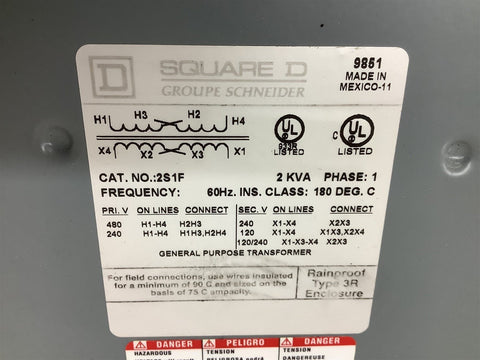 SQUARE D
GROUPE SCHNEIDER
9851
MADE IN
MEXICO-11
H1 H3 H2 H4
X4 X2 X3 X1
UL
633R
LISTED
C UL
LISTED
CAT. NO.:2S1F 2 KVA PHASE: 1
FREQUENCY: 60Hz. INS. CLASS: 180 DEG. C
PRI. V ON LINES CONNECT SEC. V ON LINES CONNECT
480 H1-H4 H2H3 240 X1-X4 X2X3
240 H1-H4 H1H3,H2H4 120 X1-X4 X1X3,X2X4
120/240 X1-X3-X4 X2X3
GENERAL PURPOSE TRANSFORMER
For field connections, use wires insulated
for a minimum of 90 C and sized on the
basis of 75 C ampacity.
Rainproof
Type 3R
Enclosure
DANGER PELIGRO DANGER
HAZARDOUS TENSION TENSION
DANGEREUSE